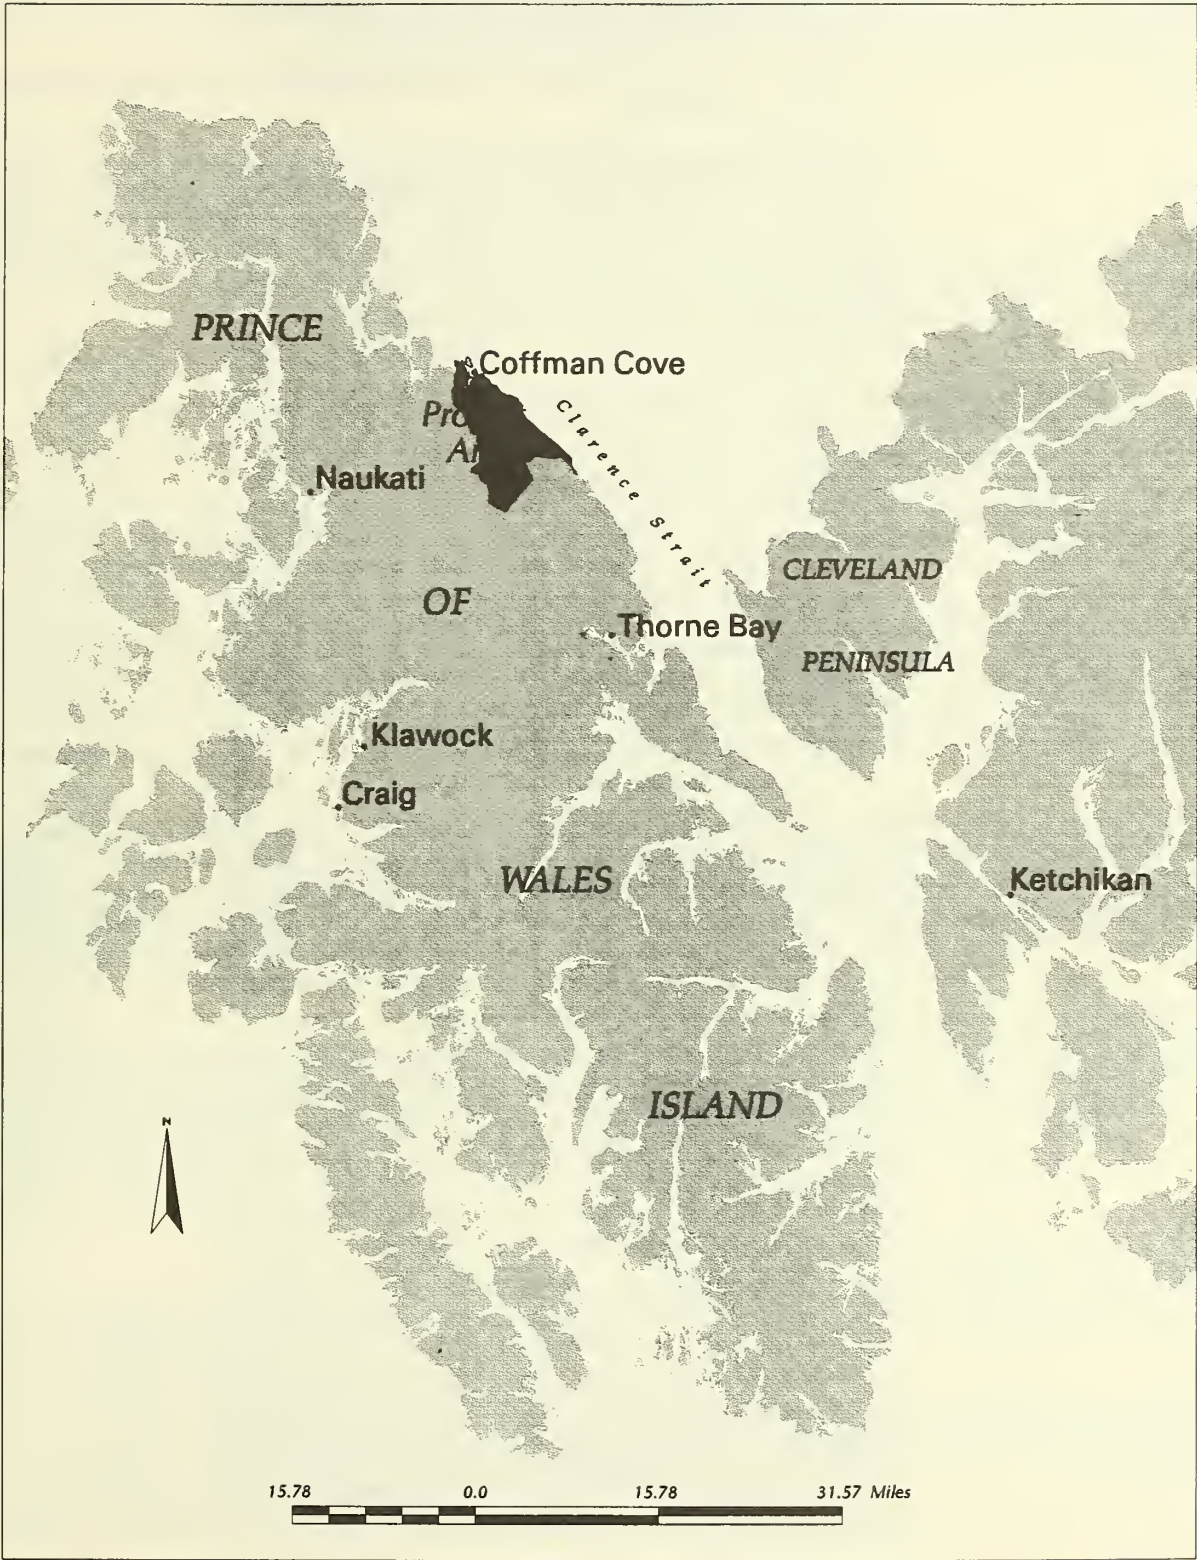 PRINCE
Coffman Cove
Clarence Strait
Naukati
CLEVELAND
OF
Thorne Bay
PENINSULA
Klawock
Craig
WALES
Ketchikan
ISLAND
N
15.78 0.0 15.78 31.57 Miles